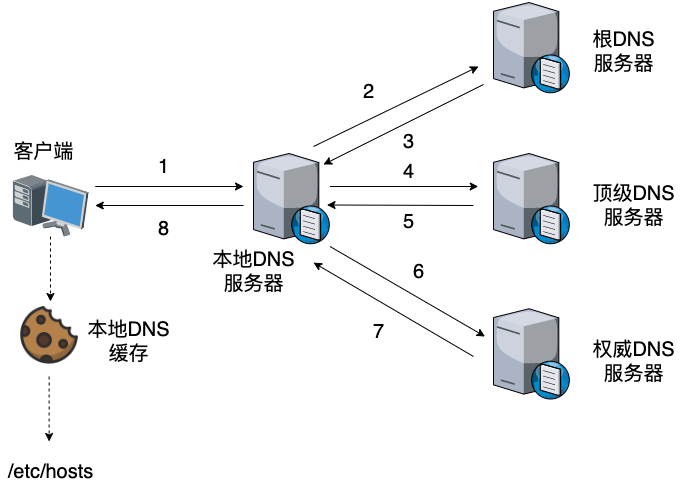 根DNS
服务器
2
3
客户端
1
4
顶级DNS
服务器
8
5
本地DNS
服务器
6
本地DNS
缓存
7
权威DNS
服务器
/etc/hosts